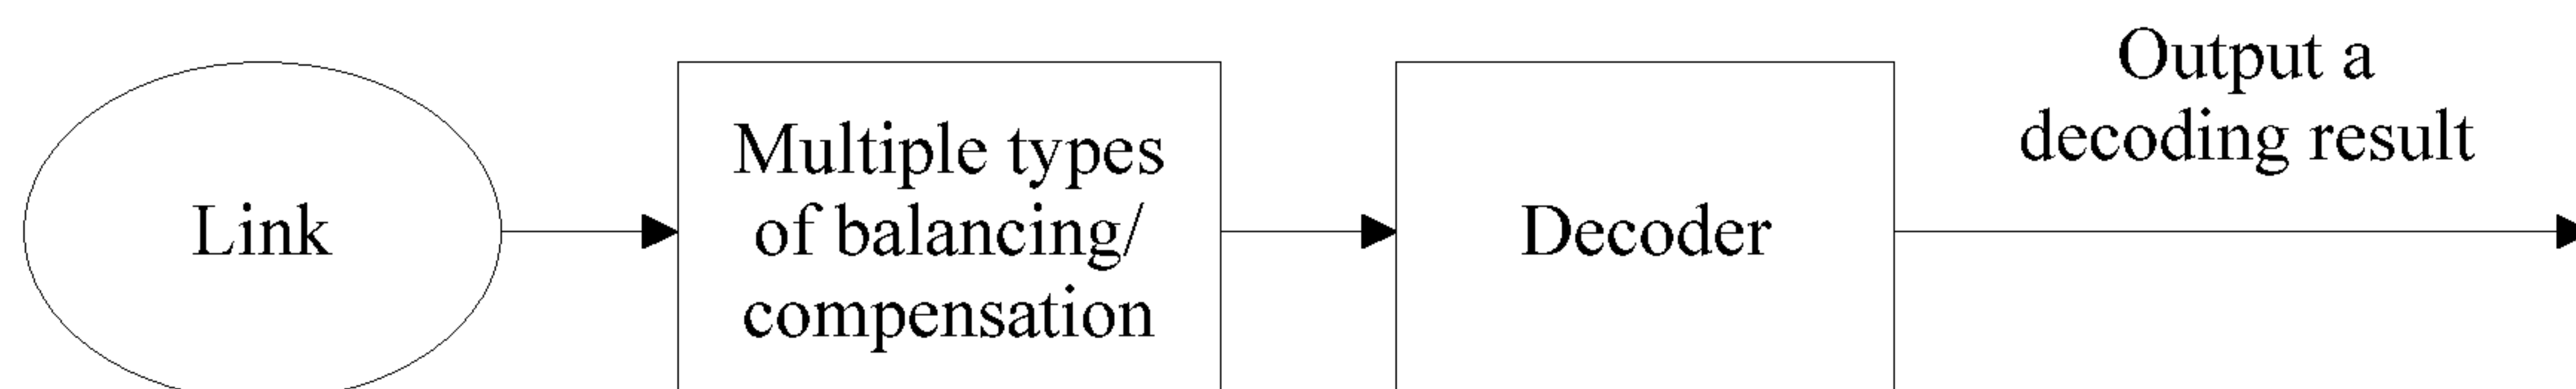 Link
Multiple types
of balancing/
compensation
Decoder
Output a
decoding result